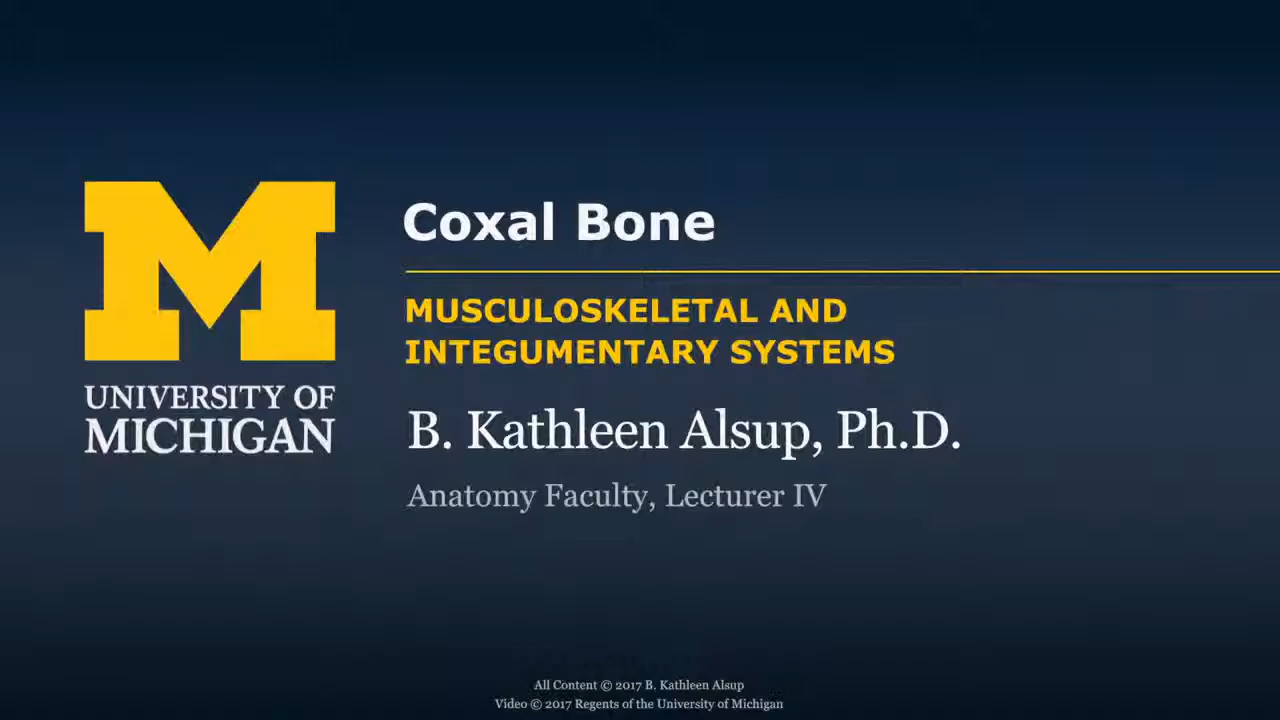 Coxal Bone
MUSCULOSKELETAL AND
INTEGUMENTARY SYSTEMS
B. Kathleen Alsup, Ph.D.
Anatomy Faculty, Lecturer IV
M
UNIVERSITY OF
MICHIGAN
All Content © 2017 B. Kathleen Alsup
Video © 2017 Regents of the University of Michigan